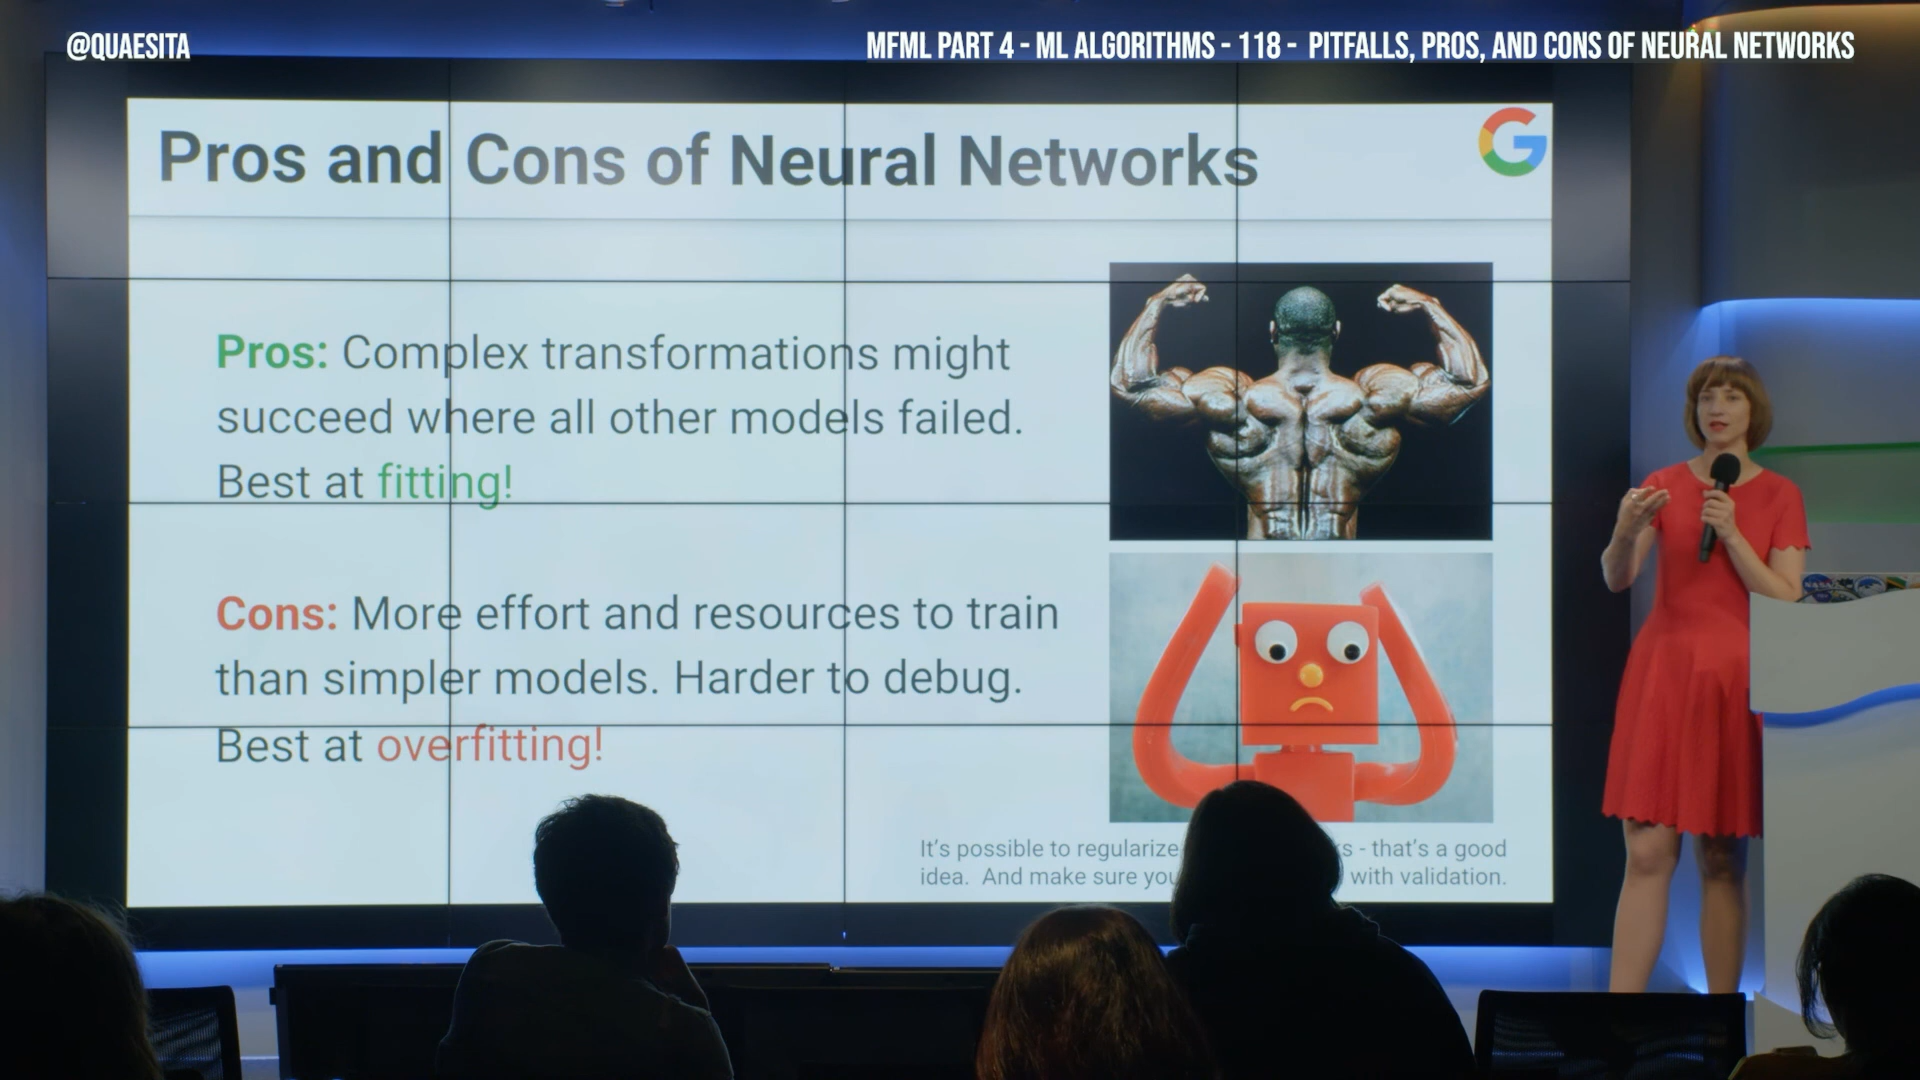 @QUAESITA
MFML PART 4 - ML ALGORITHMS - 118 - PITFALLS, PROS, AND CONS OF NEURAL NETWORKS
Pros and Cons of Neural Networks
Pros: Complex transformations might
succeed where all other models failed.
Best at fitting!
Cons: More effort and resources to train
than simpler models. Harder to debug.
Best at overfitting!
It's possible to regularize - that's a good
idea. And make sure you with validation.